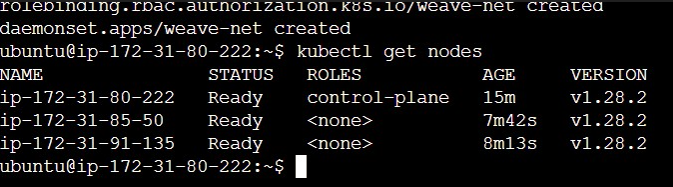 rolebinding.rbac.authorization.k8s.io/weave-net created
daemonset.apps/weave-net created
ubuntu@ip-172-31-80-222:~$ kubectl get nodes
NAME STATUS ROLES AGE VERSION
ip-172-31-80-222 Ready control-plane 15m v1.28.2
ip-172-31-85-50 Ready <none> 7m42s v1.28.2
ip-172-31-91-135 Ready <none> 8m13s v1.28.2
ubuntu@ip-172-31-80-222:~$